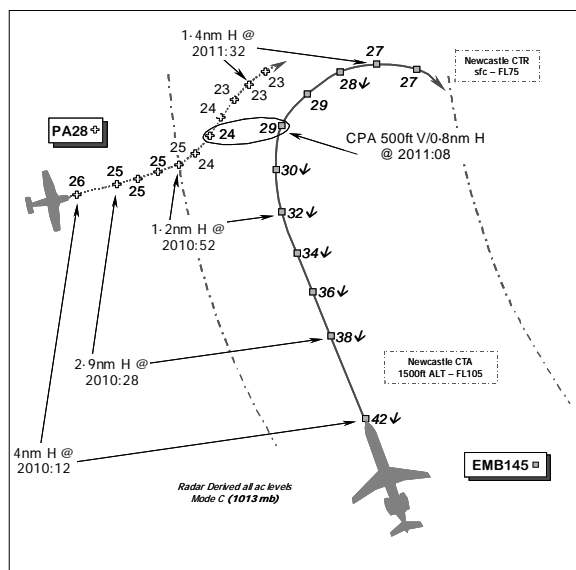 1·4nm H @
2011:32
27
27
28
29
Newcastle CTR
sfc – FL75
23
23
23
23
24
24
29
PA28
CPA 500ft V/0·8nm H
@ 2011:08
25
24
25
25
25
26
30
1·2nm H @
2010:52
32
34
36
38
2·9nm H @
2010:28
Newcastle CTA
1500ft ALT – FL105
42
4nm H @
2010:12
EMB145
Radar Derived all ac levels
Mode C (1013 mb)